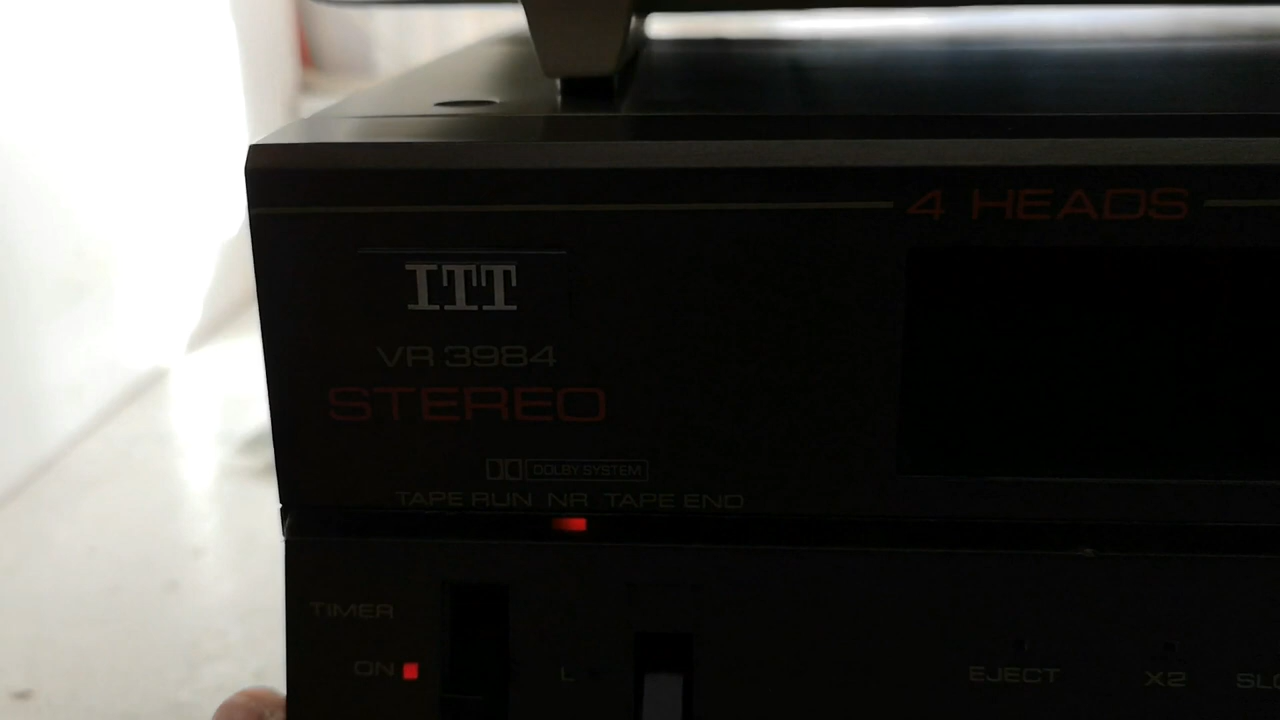 4 HEADS
ITT
VR 3984
STEREO
DOLBY SYSTEM
TAPE RUN NR TAPE END
TIMER
ON
L
EJECT X2